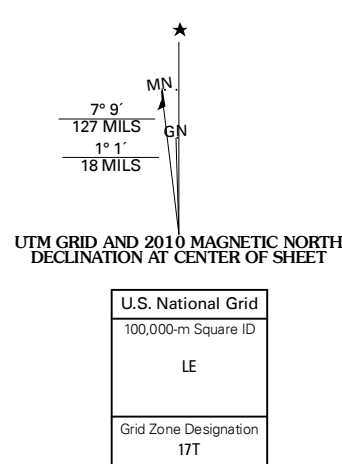 ★
MN
7° 9´
127 MILS
GN
1° 1´
18 MILS
UTM GRID AND 2010 MAGNETIC NORTH
DECLINATION AT CENTER OF SHEET
U.S. National Grid
100,000-m Square ID
LE
Grid Zone Designation
17T